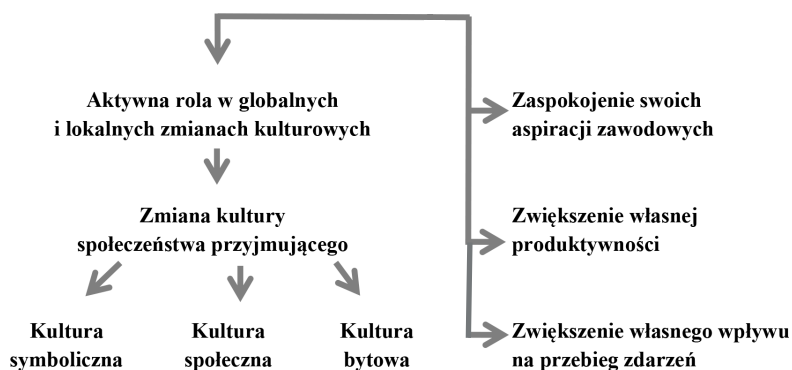 Aktywna rola w globalnych
i lokalnych zmianach kulturowych
Zaspokojenie swoich
aspiracji zawodowych
Zmiana kultury
społeczeństwa przyjmującego
Zwiększenie własnej
produktywności
Kultura
symboliczna
Kultura
społeczna
Kultura
bytowa
Zwiększenie własnego wpływu
na przebieg zdarzeń